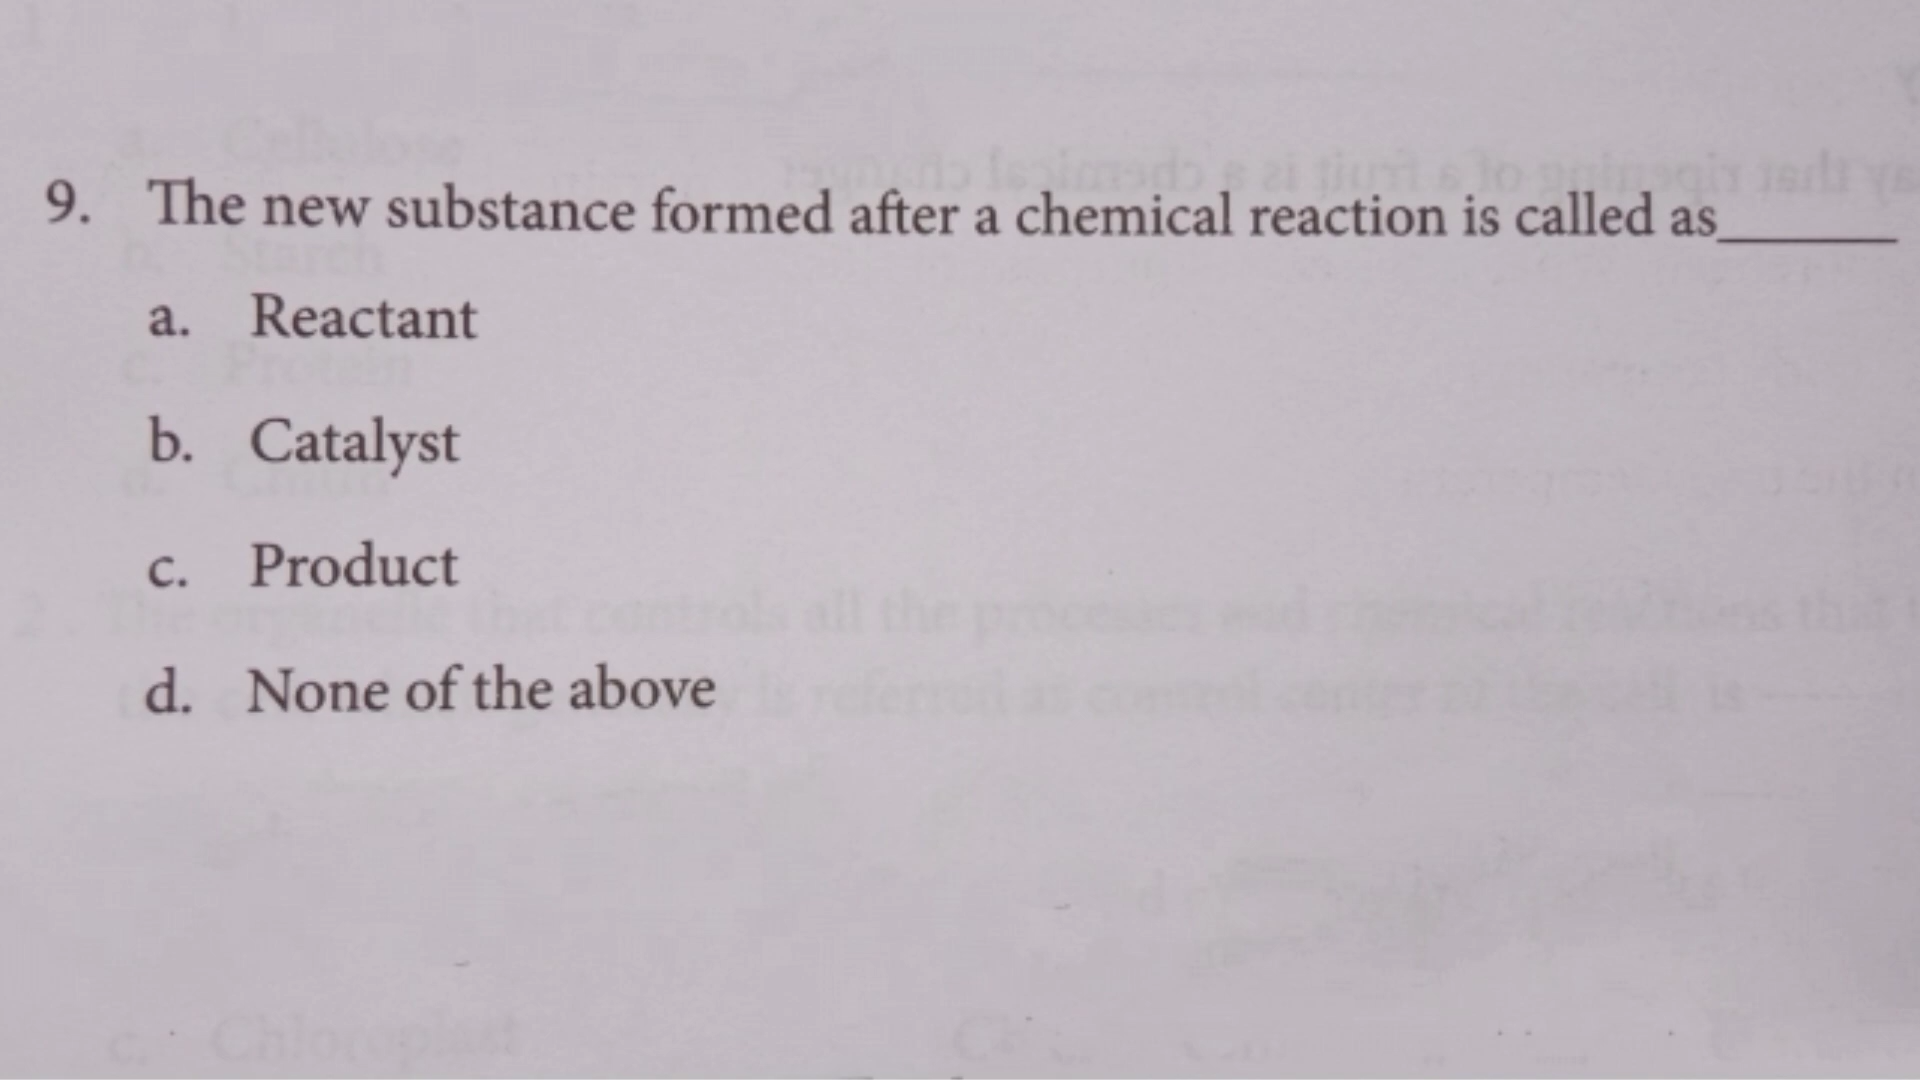 9. The new substance formed after a chemical reaction is called as______
a. Reactant
b. Catalyst
c. Product
d. None of the above